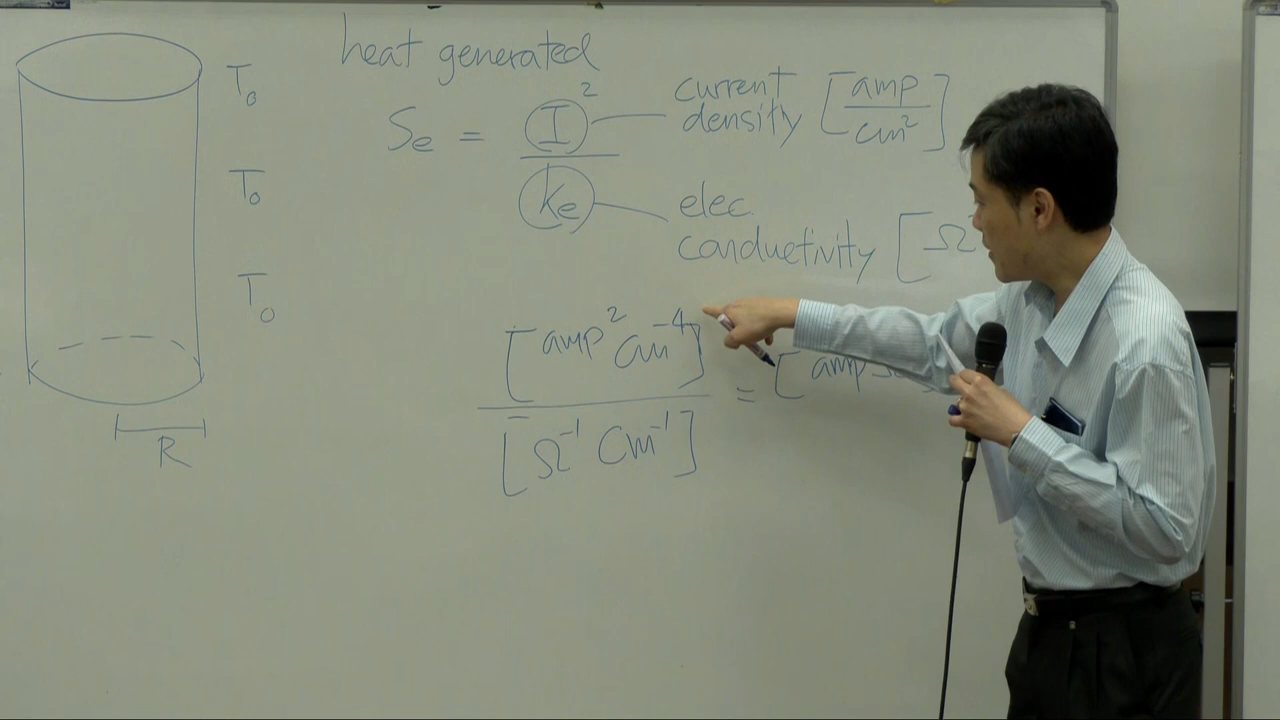 heat generated
T₀
T₀
T₀
R
Sₑ = I² / kₑ
current density [amp / cm²]
elec. conductivity [Ω
[amp² cm⁻⁴] / [Ω⁻¹ cm⁻¹] = [amp